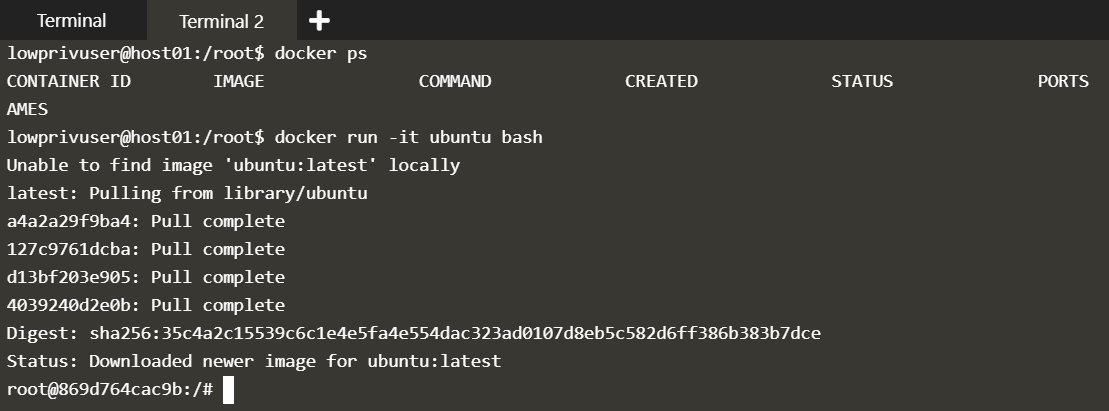 Terminal Terminal 2 +
lowprivuser@host01:/root$ docker ps
CONTAINER ID IMAGE COMMAND CREATED STATUS PORTS
AMES
lowprivuser@host01:/root$ docker run -it ubuntu bash
Unable to find image 'ubuntu:latest' locally
latest: Pulling from library/ubuntu
a4a2a29f9ba4: Pull complete
127c9761dcba: Pull complete
d13bf203e905: Pull complete
4039240d2e0b: Pull complete
Digest: sha256:35c4a2c15539c6c1e4e5fa4e554dac323ad0107d8eb5c582d6ff386b383b7dce
Status: Downloaded newer image for ubuntu:latest
root@869d764cac9b:/#